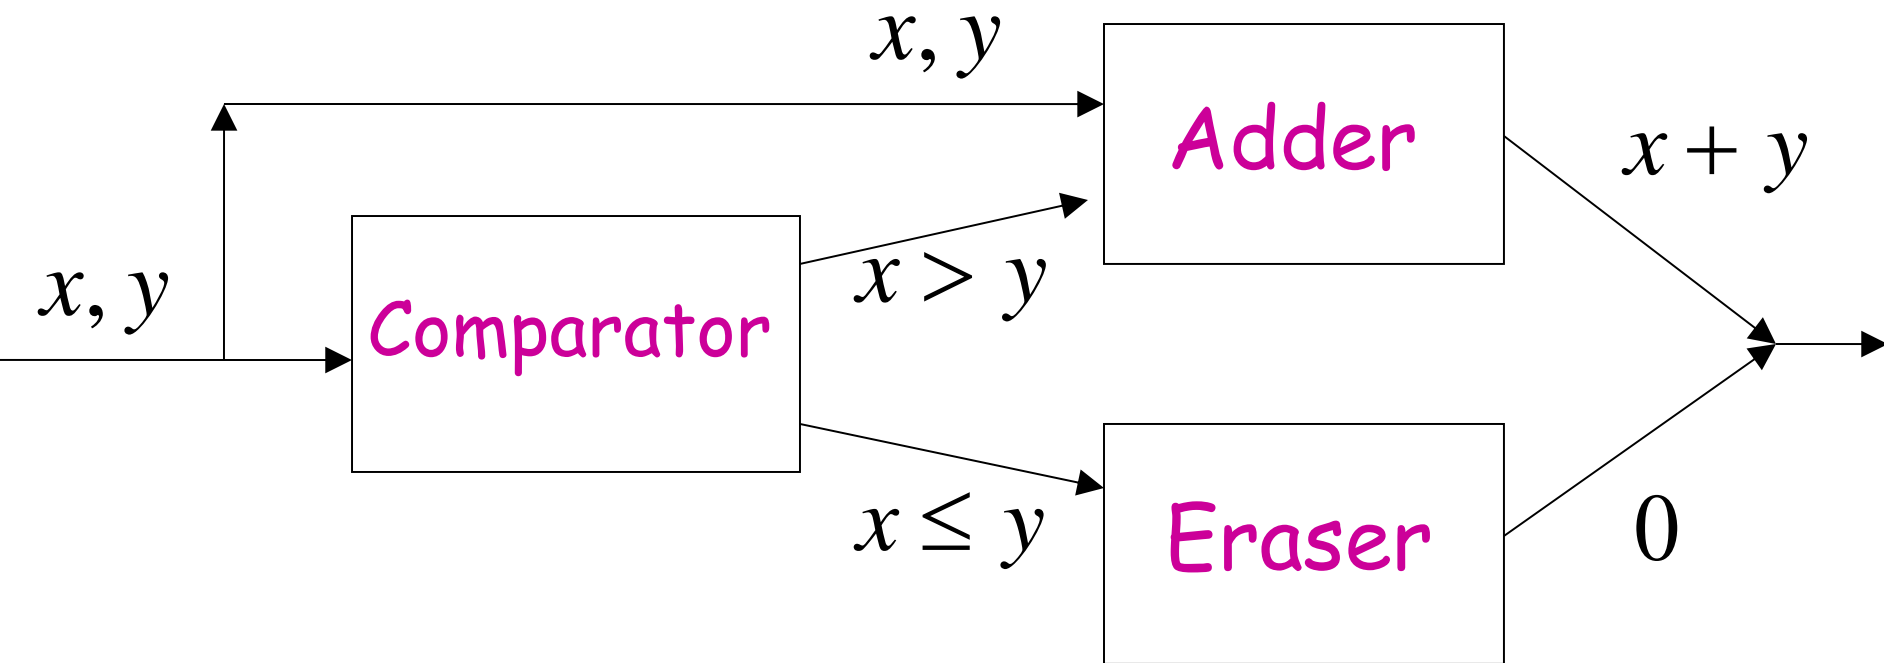 x, y
Adder
x + y
x, y
Comparator
x > y
x ≤ y
Eraser
0